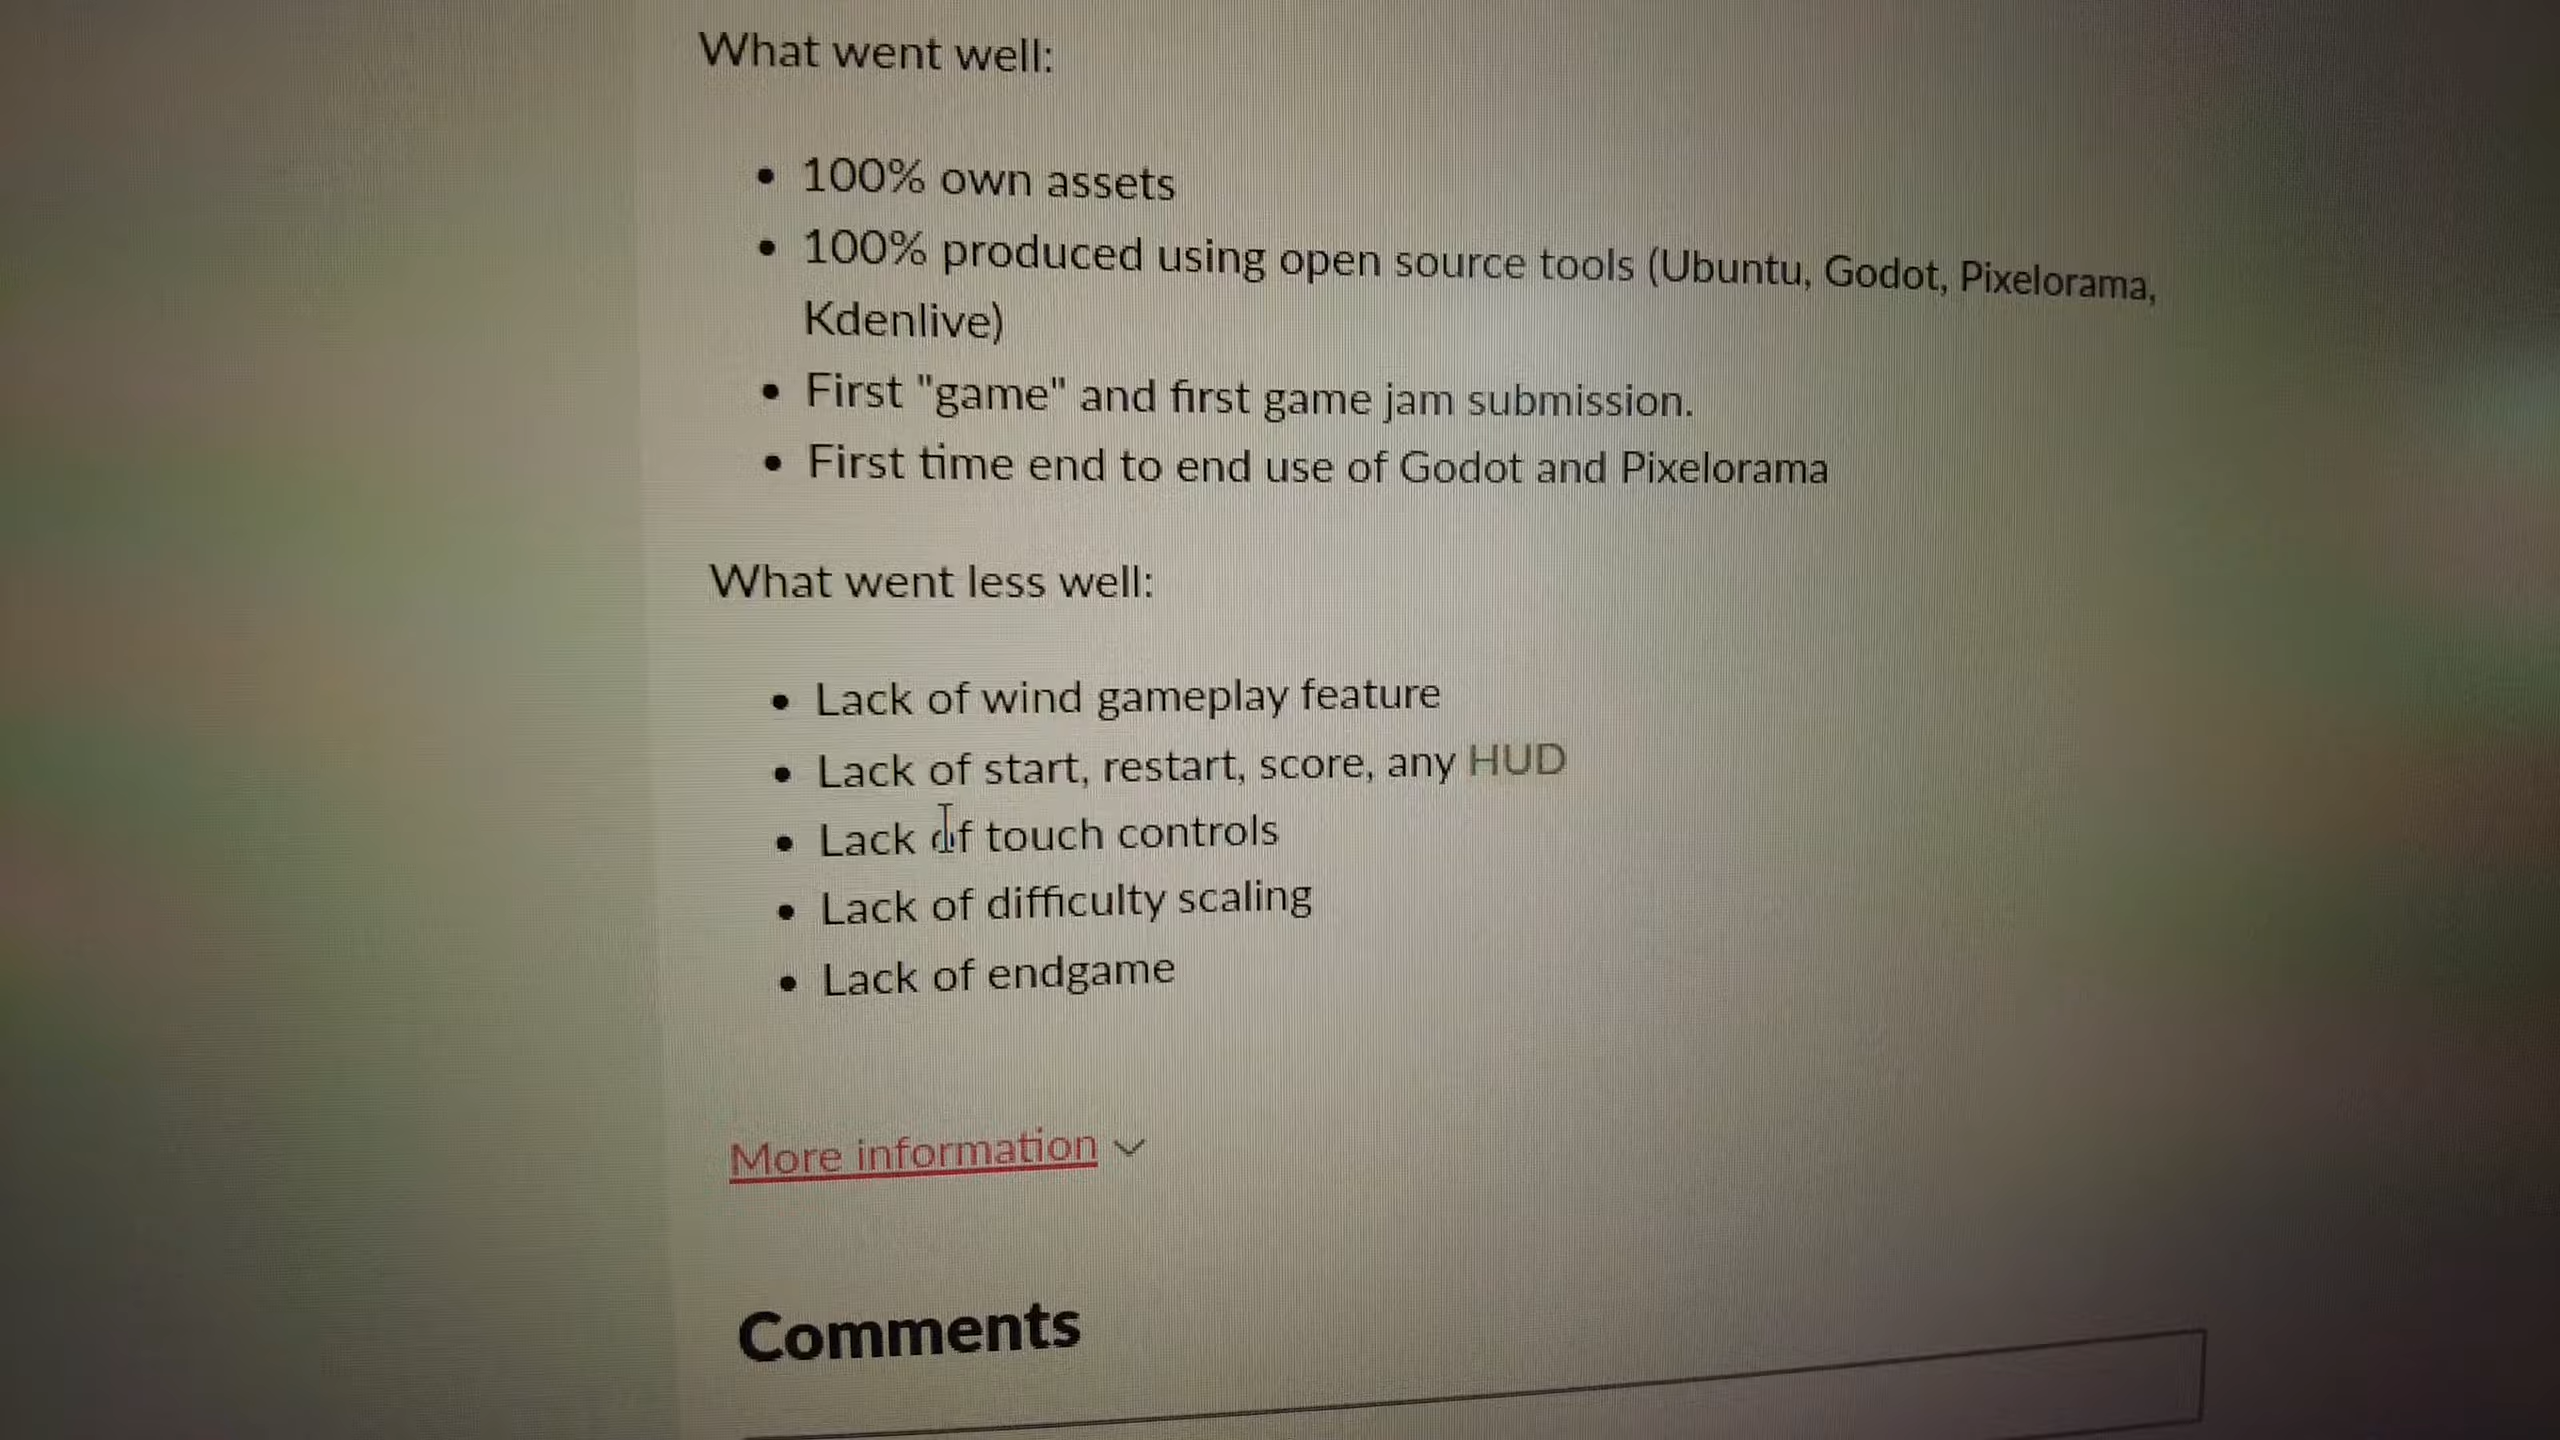 What went well:
• 100% own assets
• 100% produced using open source tools (Ubuntu, Godot, Pixelorama,
Kdenlive)
• First "game" and first game jam submission.
• First time end to end use of Godot and Pixelorama
What went less well:
• Lack of wind gameplay feature
• Lack of start, restart, score, any HUD
• Lack of touch controls
• Lack of difficulty scaling
• Lack of endgame
More information
Comments